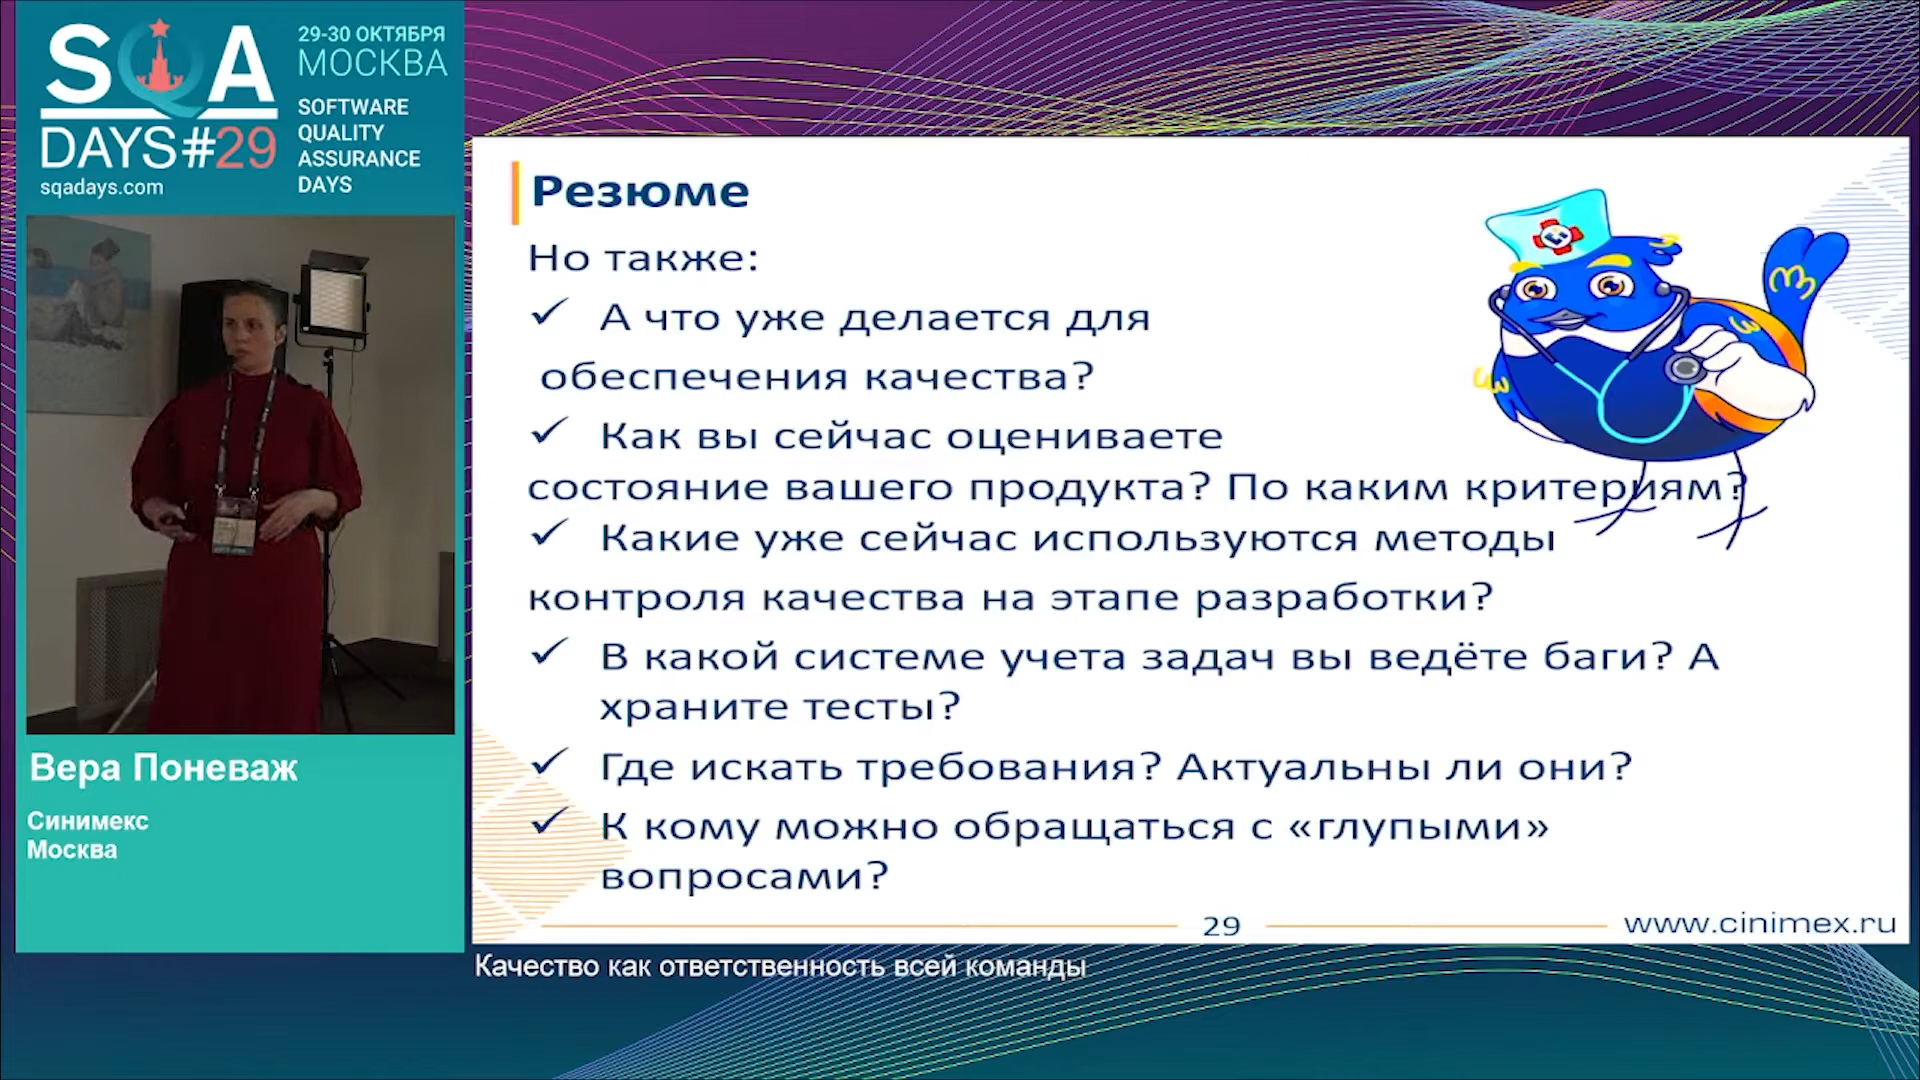 SQA
DAYS#29
sqadays.com
29-30 ОКТЯБРЯ
МОСКВА
SOFTWARE
QUALITY
ASSURANCE
DAYS
Резюме
Но также:
✓ А что уже делается для
обеспечения качества?
✓ Как вы сейчас оцениваете
состояние вашего продукта? По каким критериям?
✓ Какие уже сейчас используются методы
контроля качества на этапе разработки?
✓ В какой системе учета задач вы ведёте баги? А
храните тесты?
✓ Где искать требования? Актуальны ли они?
✓ К кому можно обращаться с «глупыми»
вопросами?
29
www.cinimex.ru
Вера Поневаж
Синимекс
Москва
Качество как ответственность всей команды